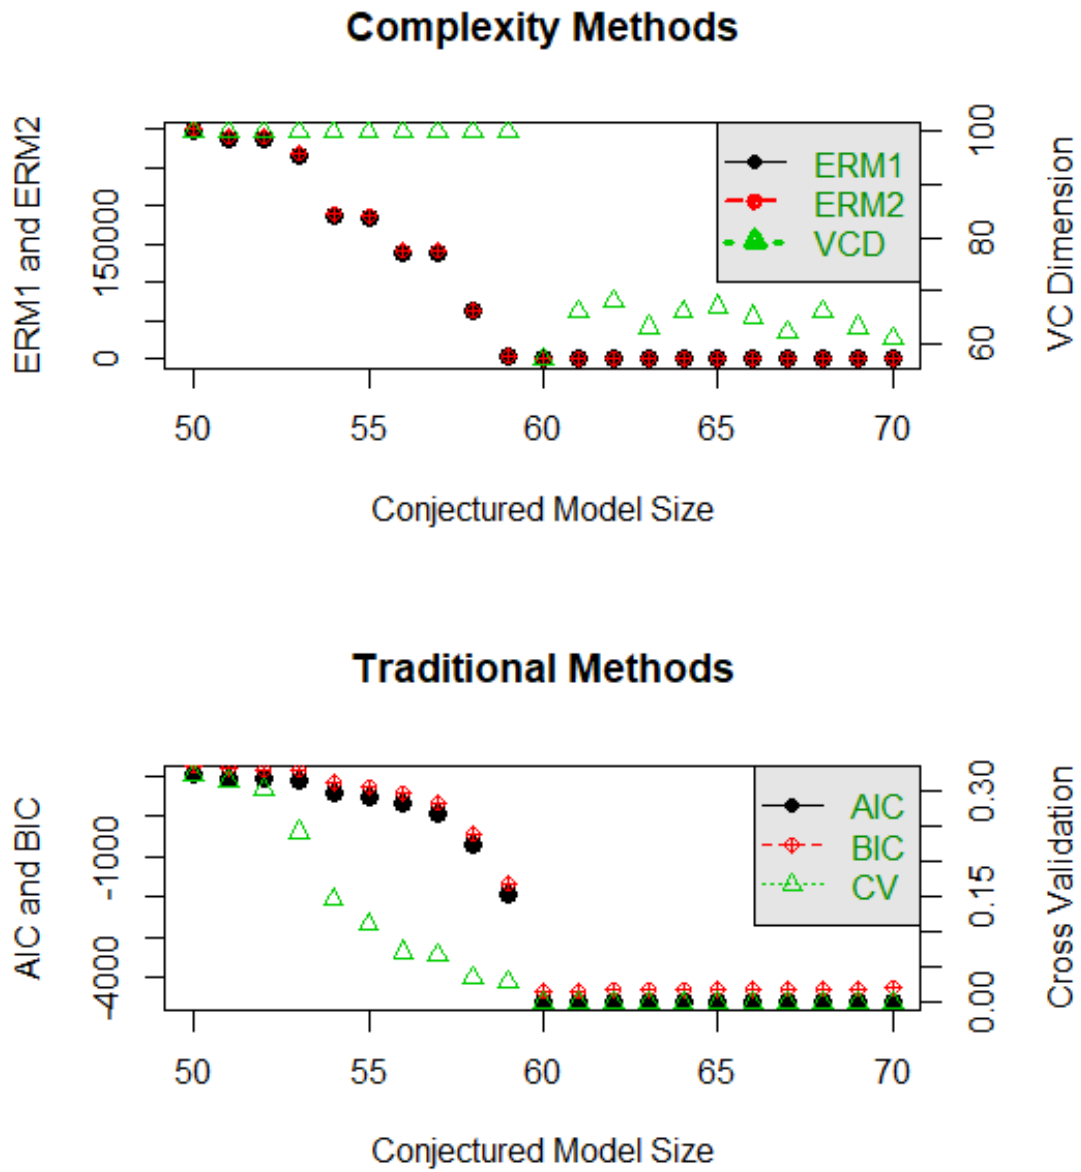 Complexity Methods
ERM1 and ERM2
0
150000
VC Dimension
60
80
100
ERM1
ERM2
VCD
50
55
60
65
70
Conjectured Model Size
Traditional Methods
AIC and BIC
-4000
-1000
Cross Validation
0.00
0.15
0.30
AIC
BIC
CV
50
55
60
65
70
Conjectured Model Size